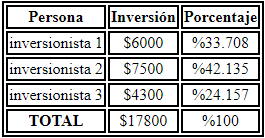 Persona Inversión Porcentaje
inversionista 1 $6000 %33.708
inversionista 2 $7500 %42.135
inversionista 3 $4300 %24.157
TOTAL $17800 %100